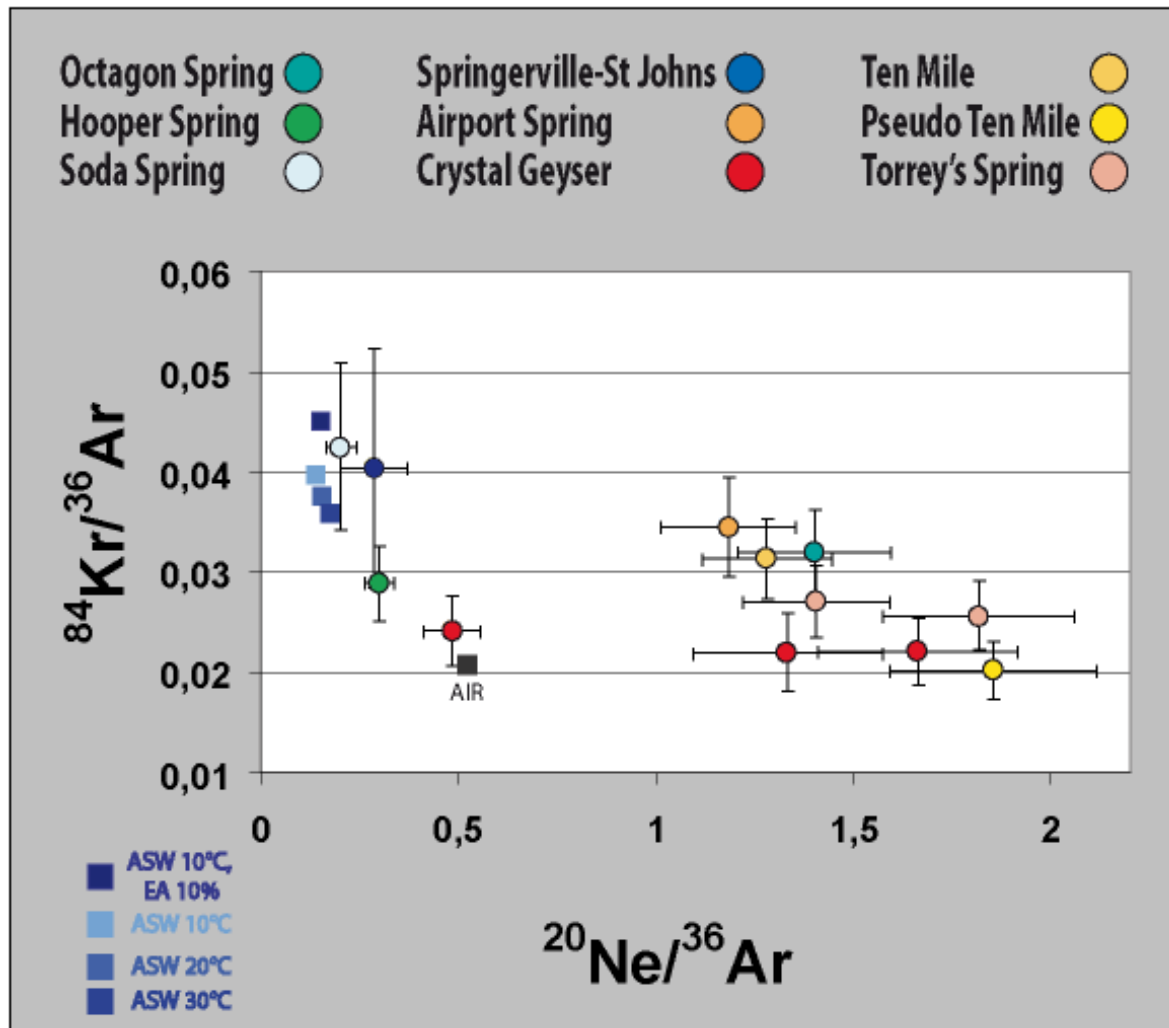 Octagon Spring
Springerville-St Johns
Ten Mile
Hooper Spring
Airport Spring
Pseudo Ten Mile
Soda Spring
Crystal Geyser
Torrey's Spring
0,06
0,05
0,04
0,03
0,02
0,01
84Kr/36Ar
AIR
0
0,5
1
1,5
2
20Ne/36Ar
ASW 10°C,
EA 10%
ASW 10°C
ASW 20°C
ASW 30°C